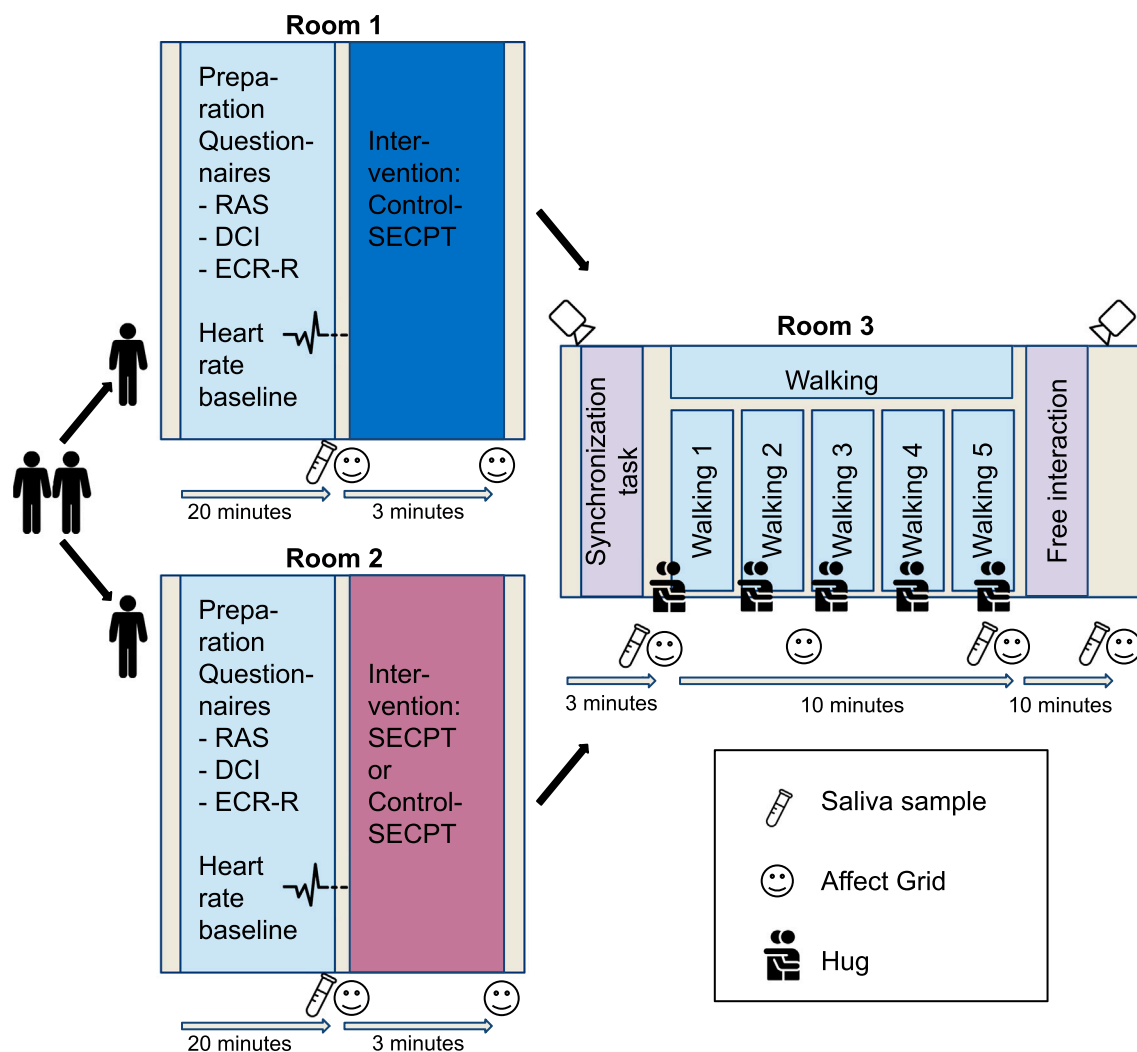 Room 1
Prepa-
ration
Question-
naires
- RAS
- DCI
- ECR-R
Heart
rate
baseline
Inter-
vention:
Control-
SECPT
20 minutes
3 minutes
Room 2
Prepa-
ration
Question-
naires
- RAS
- DCI
- ECR-R
Heart
rate
baseline
Inter-
vention:
SECPT
or
Control-
SECPT
20 minutes
3 minutes
Room 3
Synchronization
task
Walking
Walking 1
Walking 2
Walking 3
Walking 4
Walking 5
Free interaction
3 minutes
10 minutes
10 minutes
Saliva sample
Affect Grid
Hug